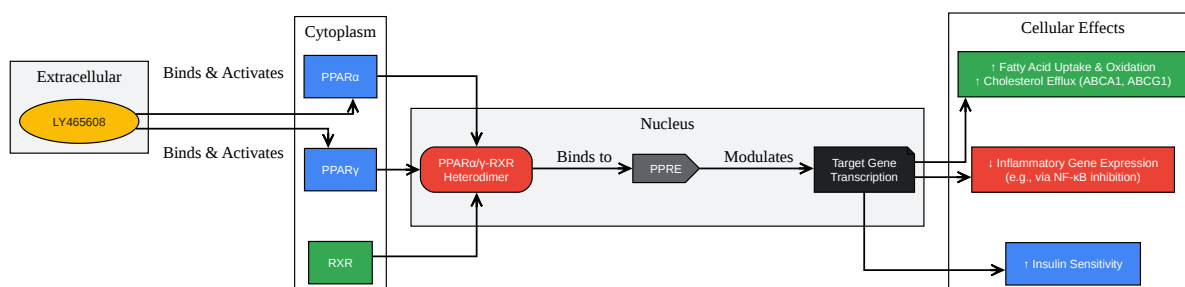 Extracellular
LY465608
Binds & Activates
Binds & Activates
Cytoplasm
PPARα
PPARγ
RXR
Nucleus
PPARα/γ-RXR
Heterodimer
Binds to
PPRE
Modulates
Target Gene
Transcription
Cellular Effects
↑ Fatty Acid Uptake & Oxidation
↑ Cholesterol Efflux (ABCA1, ABCG1)
↓ Inflammatory Gene Expression
(e.g., via NF-κB inhibition)
↑ Insulin Sensitivity